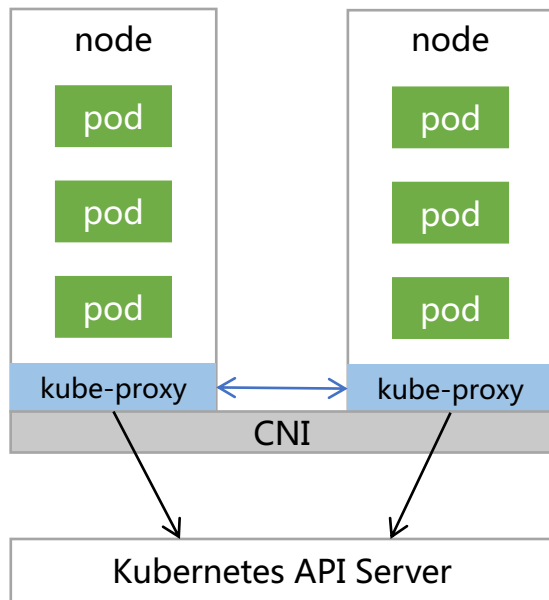 node
node
pod
pod
pod
pod
pod
pod
kube-proxy
kube-proxy
CNI
Kubernetes API Server